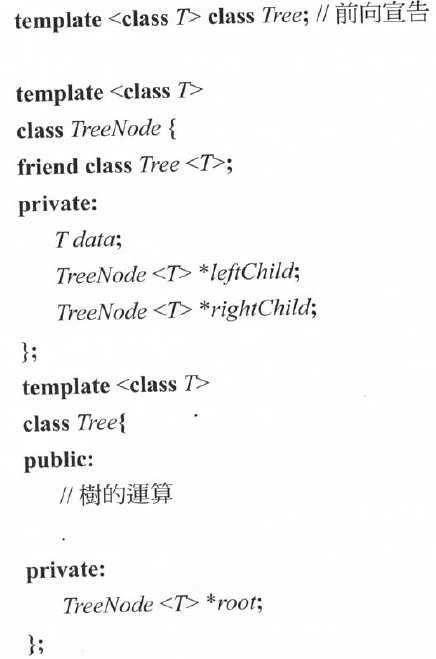 template <class T> class Tree; // 前向宣告
template <class T>
class TreeNode {
friend class Tree <T>;
private:
T data;
TreeNode <T> *leftChild;
TreeNode <T> *rightChild;
};
template <class T>
class Tree{
public:
// 樹的運算
.
private:
TreeNode <T> *root;
};